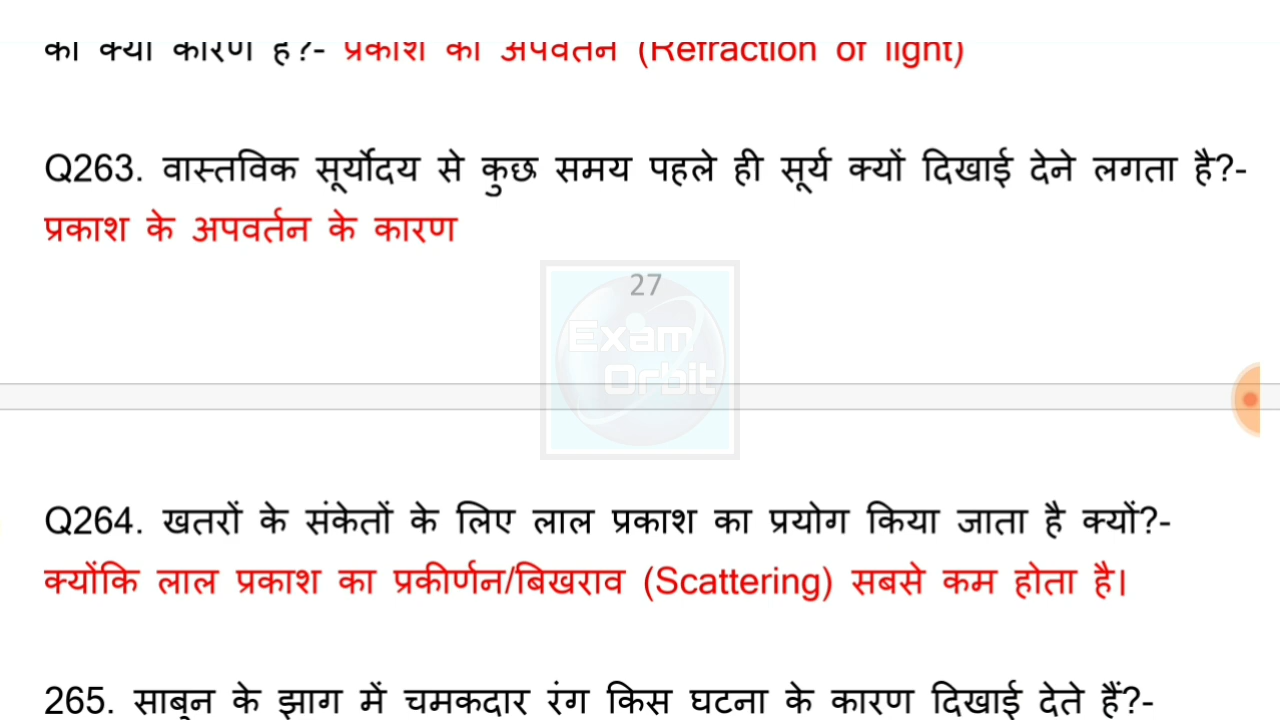 का क्या कारण है?- प्रकाश का अपवर्तन (Refraction of light)
Q263. वास्तविक सूर्योदय से कुछ समय पहले ही सूर्य क्यों दिखाई देने लगता है?-
प्रकाश के अपवर्तन के कारण
27
Exam
Orbit
Q264. खतरों के संकेतों के लिए लाल प्रकाश का प्रयोग किया जाता है क्यों?-
क्योंकि लाल प्रकाश का प्रकीर्णन/बिखराव (Scattering) सबसे कम होता है।
265. साबुन के झाग में चमकदार रंग किस घटना के कारण दिखाई देते हैं?-